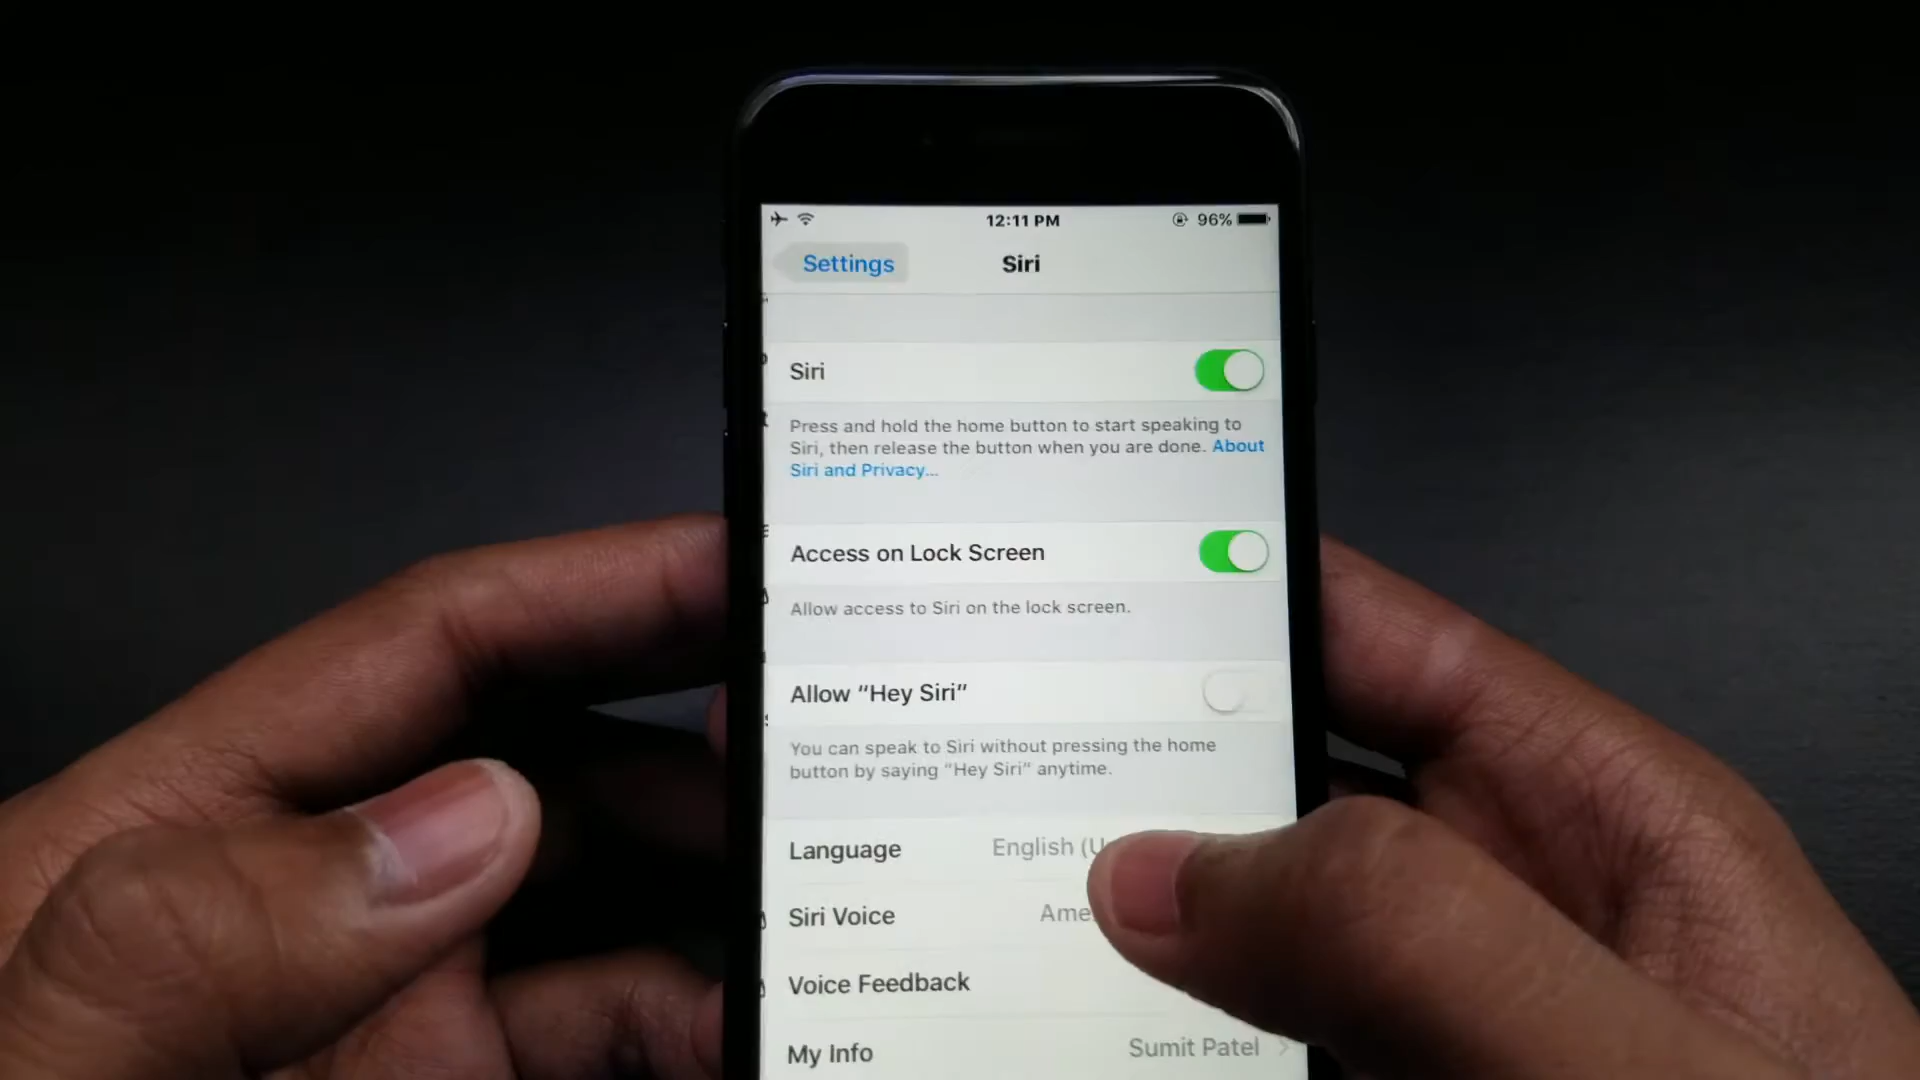 12:11 PM
96%
Settings
Siri
Siri
Press and hold the home button to start speaking to
Siri, then release the button when you are done. About
Siri and Privacy...
Access on Lock Screen
Allow access to Siri on the lock screen.
Allow “Hey Siri”
You can speak to Siri without pressing the home
button by saying “Hey Siri” anytime.
Language English
Siri Voice
Voice Feedback
My Info Sumit Patel